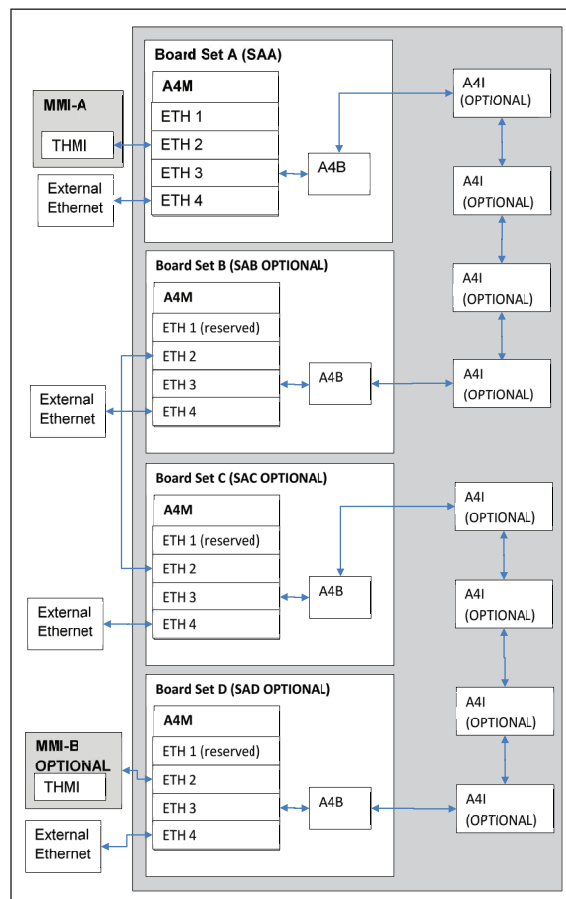 Board Set A (SAA)
A4M
ETH 1
ETH 2
ETH 3
ETH 4
MMI-A
THMI
External
Ethernet
A4B
A4I
(OPTIONAL)
A4I
(OPTIONAL)
Board Set B (SAB OPTIONAL)
A4M
ETH 1 (reserved)
ETH 2
ETH 3
ETH 4
External
Ethernet
A4B
A4I
(OPTIONAL)
A4I
(OPTIONAL)
Board Set C (SAC OPTIONAL)
A4M
ETH 1 (reserved)
ETH 2
ETH 3
ETH 4
External
Ethernet
A4B
A4I
(OPTIONAL)
A4I
(OPTIONAL)
Board Set D (SAD OPTIONAL)
A4M
ETH 1 (reserved)
ETH 2
ETH 3
ETH 4
MMI-B
OPTIONAL
THMI
External
Ethernet
A4B
A4I
(OPTIONAL)
A4I
(OPTIONAL)